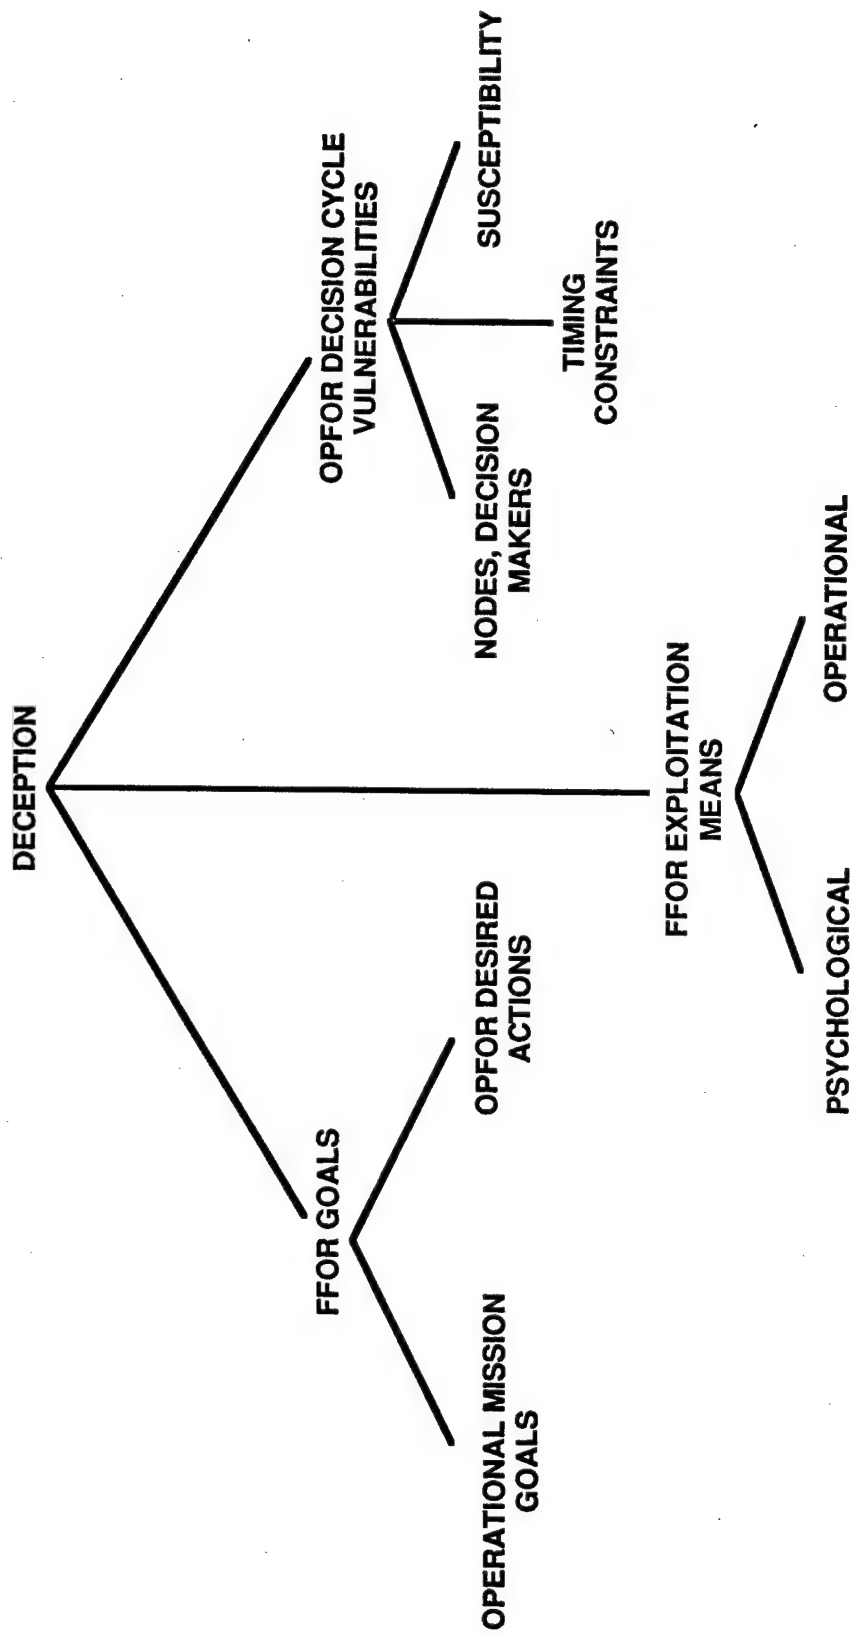 DECEPTION
FFOR GOALS
OPERATIONAL MISSION
GOALS
OPFOR DESIRED
ACTIONS
FFOR EXPLOITATION
MEANS
PSYCHOLOGICAL
OPERATIONAL
OPFOR DECISION CYCLE
VULNERABILITIES
NODES, DECISION
MAKERS
TIMING
CONSTRAINTS
SUSCEPTIBILITY